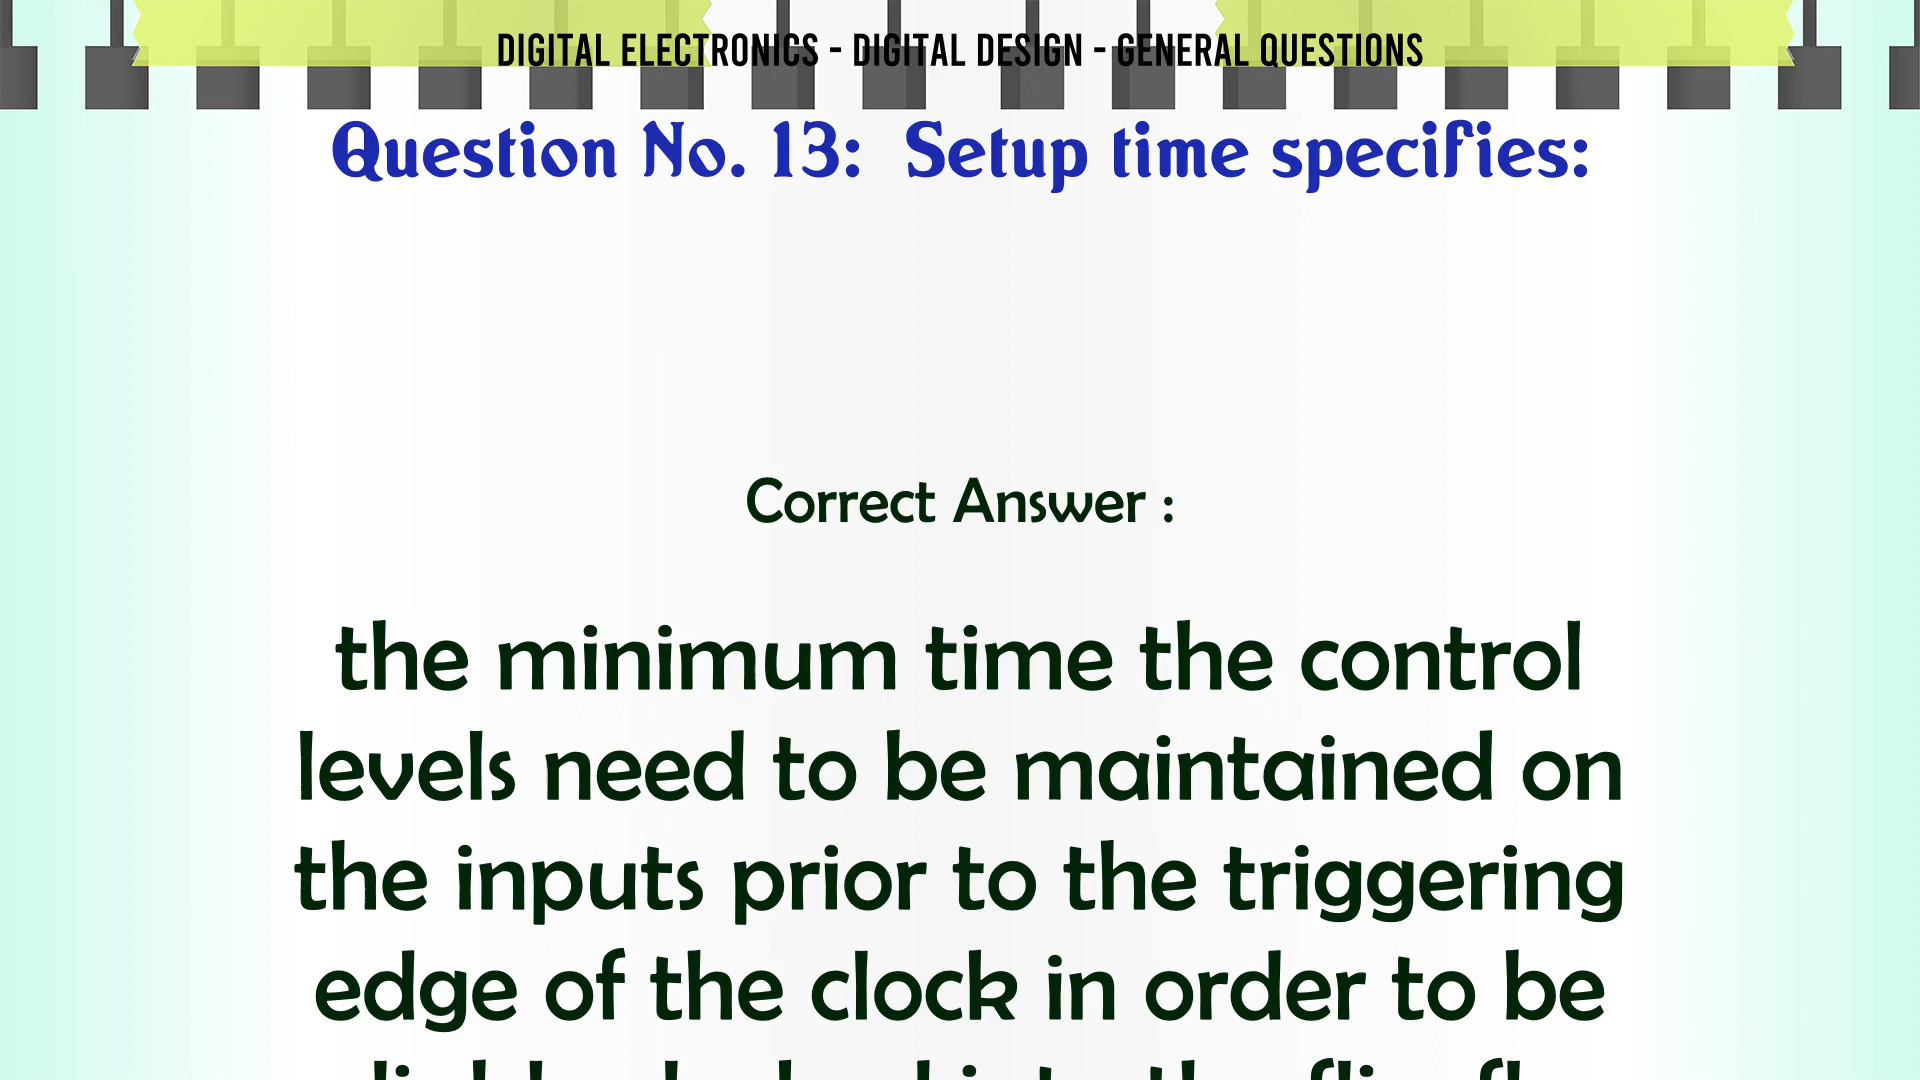 DIGITAL ELECTRONICS - DIGITAL DESIGN - GENERAL QUESTIONS
Question No. 13: Setup time specifies:
Correct Answer :
the minimum time the control
levels need to be maintained on
the inputs prior to the triggering
edge of the clock in order to be